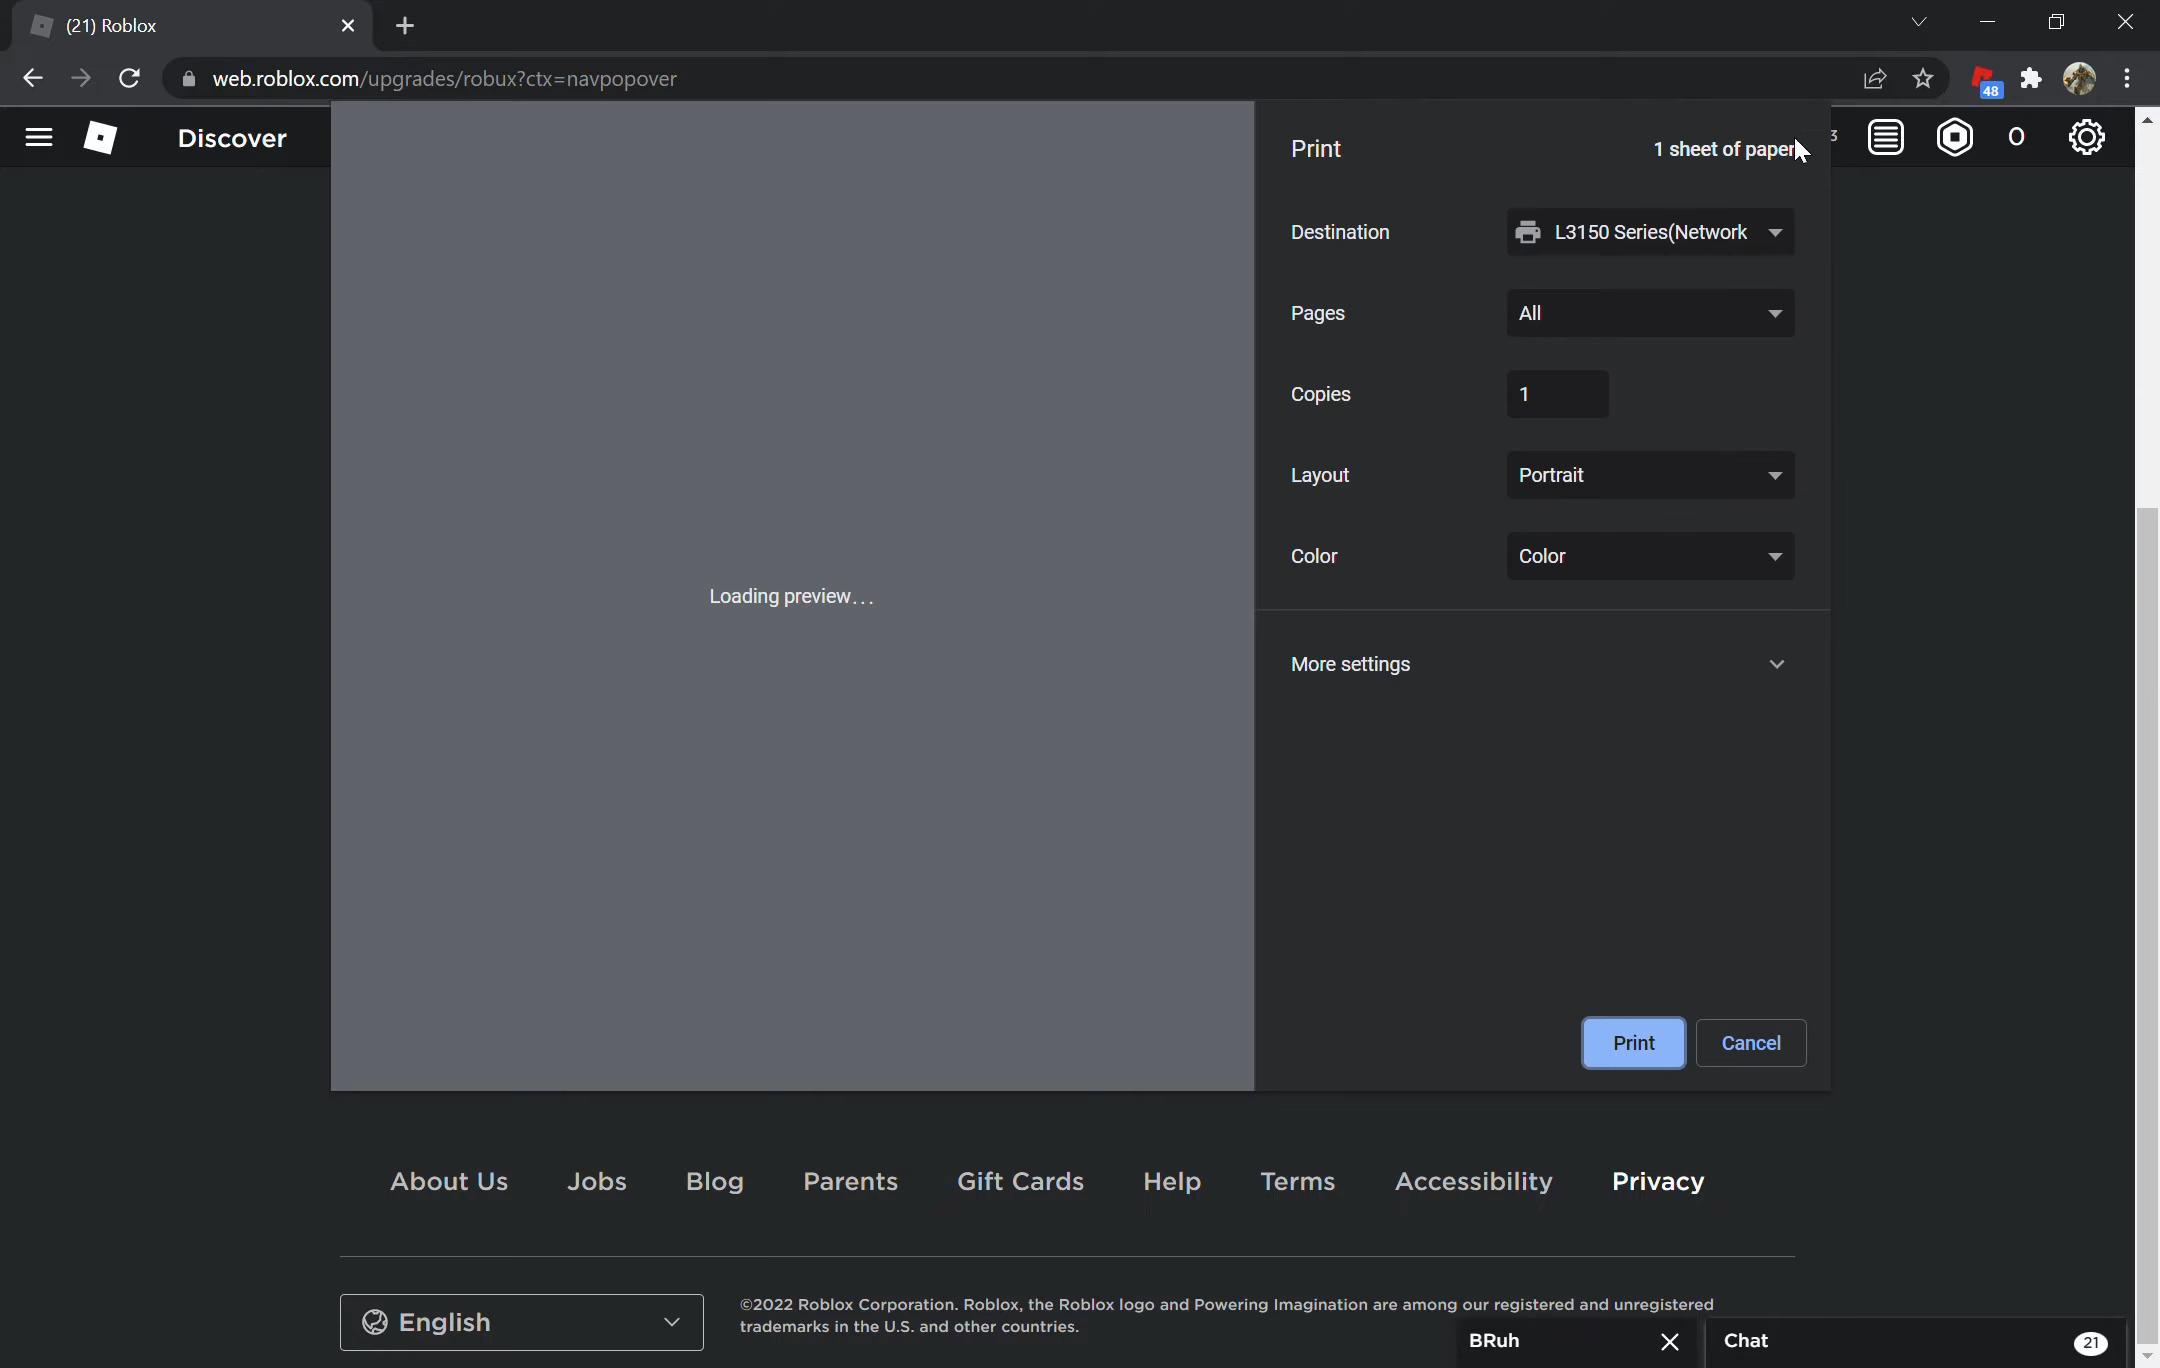 (21) Roblox
web.roblox.com/upgrades/robux?ctx=navpopover
48
Discover
3
0
Print
1 sheet of paper
Destination
L3150 Series(Network
Pages
All
Copies
1
Layout
Portrait
Color
Color
Loading preview...
More settings
Print
Cancel
About Us
Jobs
Blog
Parents
Gift Cards
Help
Terms
Accessibility
Privacy
English
©2022 Roblox Corporation. Roblox, the Roblox logo and Powering Imagination are among our registered and unregistered
trademarks in the U.S. and other countries.
BRuh
Chat
21